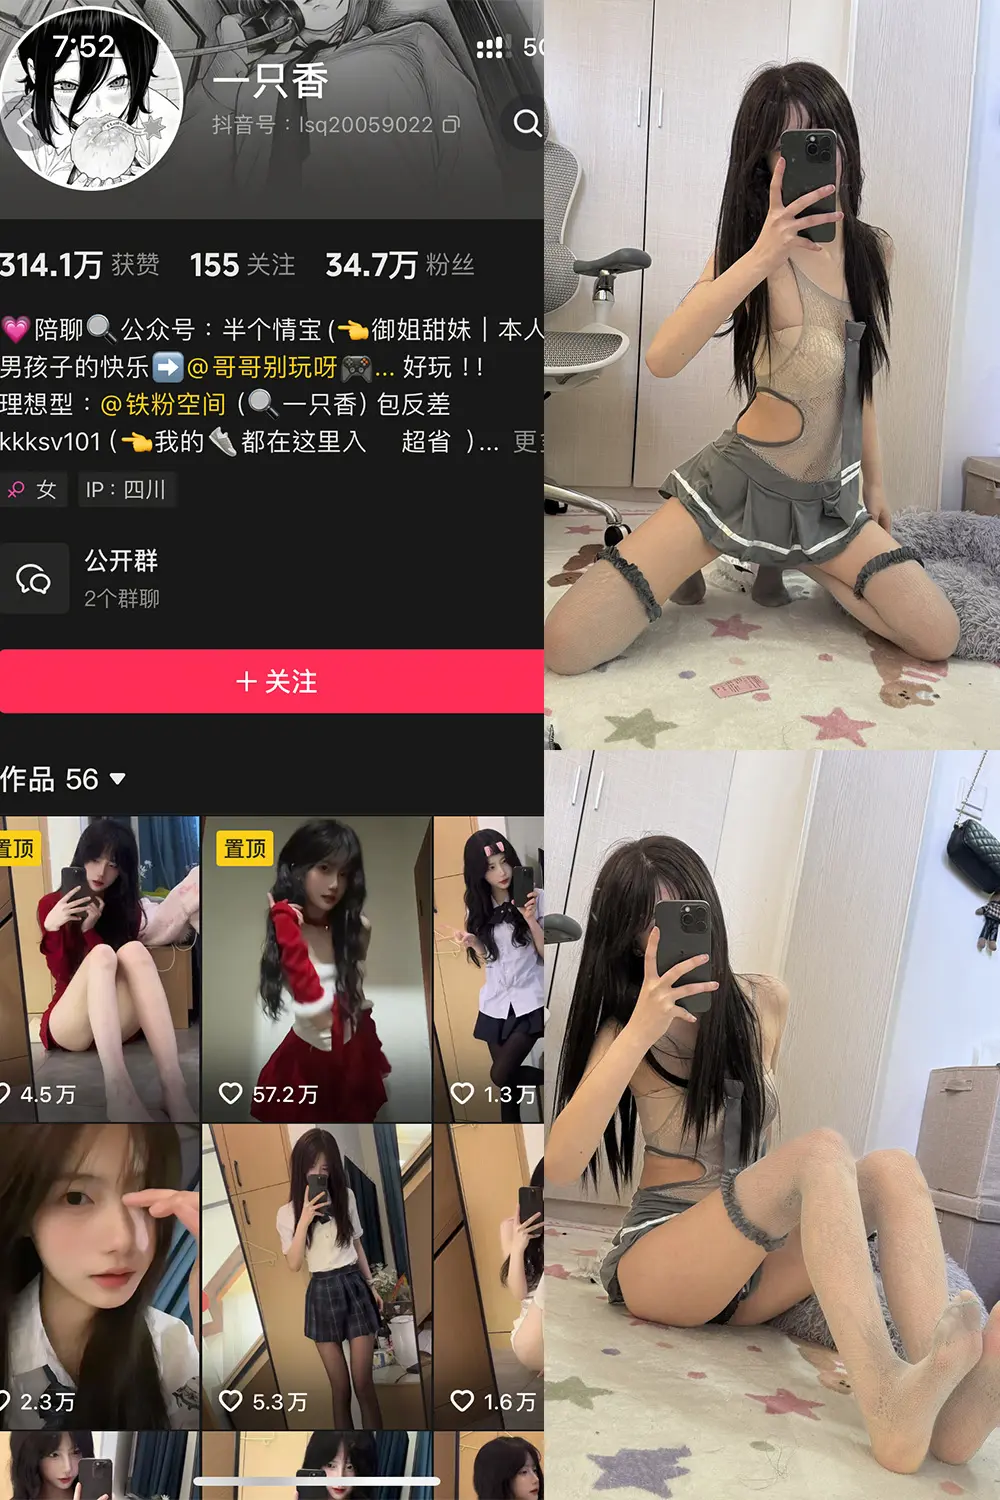 7:52
5G
一只香
抖音号：lsq20059022
314.1万 获赞 155 关注 34.7万 粉丝
💗陪聊🔍公众号：半个情宝(👈御姐甜妹｜本人
男孩子的快乐➡️@哥哥别玩呀🎮... 好玩 !!
理想型：@铁粉空间 (🔍一只香) 包反差
kkksv101 (👈我的👟都在这里入 超省 )... 更
女 IP：四川
公开群
2个群聊
+ 关注
作品 56
置顶 置顶
4.5万 57.2万 1.3万
2.3万 5.3万 1.6万